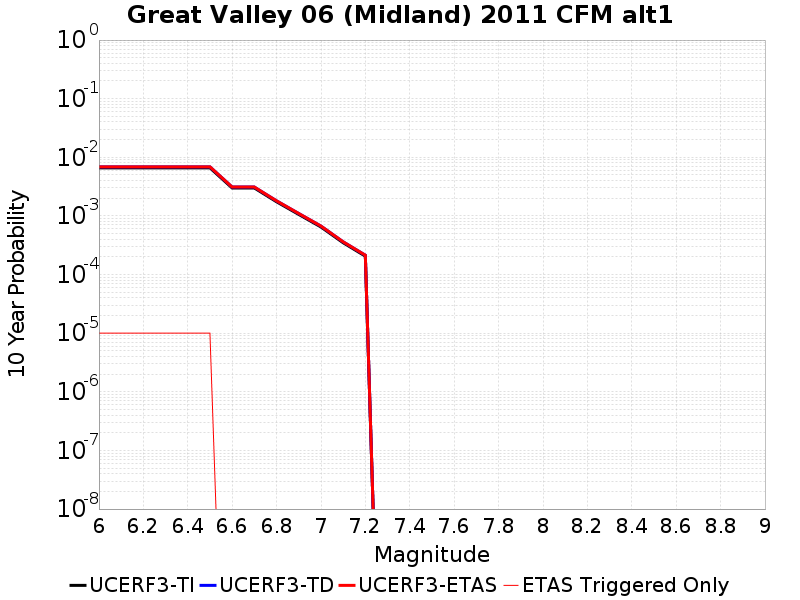 Great Valley 06 (Midland) 2011 CFM alt1
10^0
10^-1
10^-2
10^-3
10^-4
10^-5
10^-6
10^-7
10^-8
10 Year Probability
6 6.2 6.4 6.6 6.8 7 7.2 7.4 7.6 7.8 8 8.2 8.4 8.6 8.8 9
Magnitude
UCERF3-TI UCERF3-TD UCERF3-ETAS ETAS Triggered Only